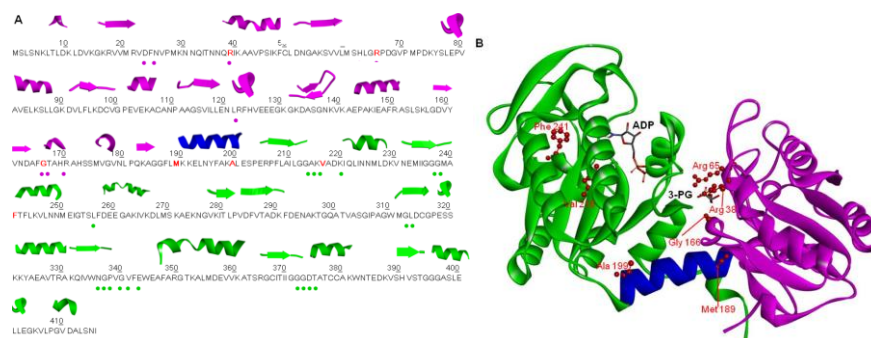 A
10 20 30 40 60 70 80
MSLSNKLTLDKLDVKGKRVVMRVDFNVPMKNNQITNNQRIKAAVPSIKFCLDNGAKSVVLMSHLGRPDGVPMPDKYSLEPV
90 100 110 120 130 140 150 160
AVELKSLLGKDVLFLKDCVGPEVEKACANPAAGSVILLENLRFHVEEEGKGKDASGNKVKAEPAKIEAFRASLSKLGDVY
170 180 190 200 210 220 230 240
VNDAFGTAHRAHSSMVGVNLPQKAGGFLMKKELNYFAKALESPERPFLAILGGAKVADKIQLINNMLDKVNEMIIGGGMA
250 260 270 280 290 300 310 320
FTFLKVLNNMEIGTSLFDEEGAKIVKDLMSKAEKNGVKITLPVDFVTADKFDENAKTGQATVASGIPAGWMGLDCGPESS
330 340 350 360 370 380 390 400
KKYAEAVTRAKQIVWNGPVGVFEWEAFARGTKALMDEVVKATSRGCITIIGGGDTATCCAKWNTEDKVSHVSTGGGASLE
410
LLEGKVLPGVDALSNI
B
Phe 241
ADP
Arg 65
3-PG
Arg 38
Gly 166
Ala 199
Met 189